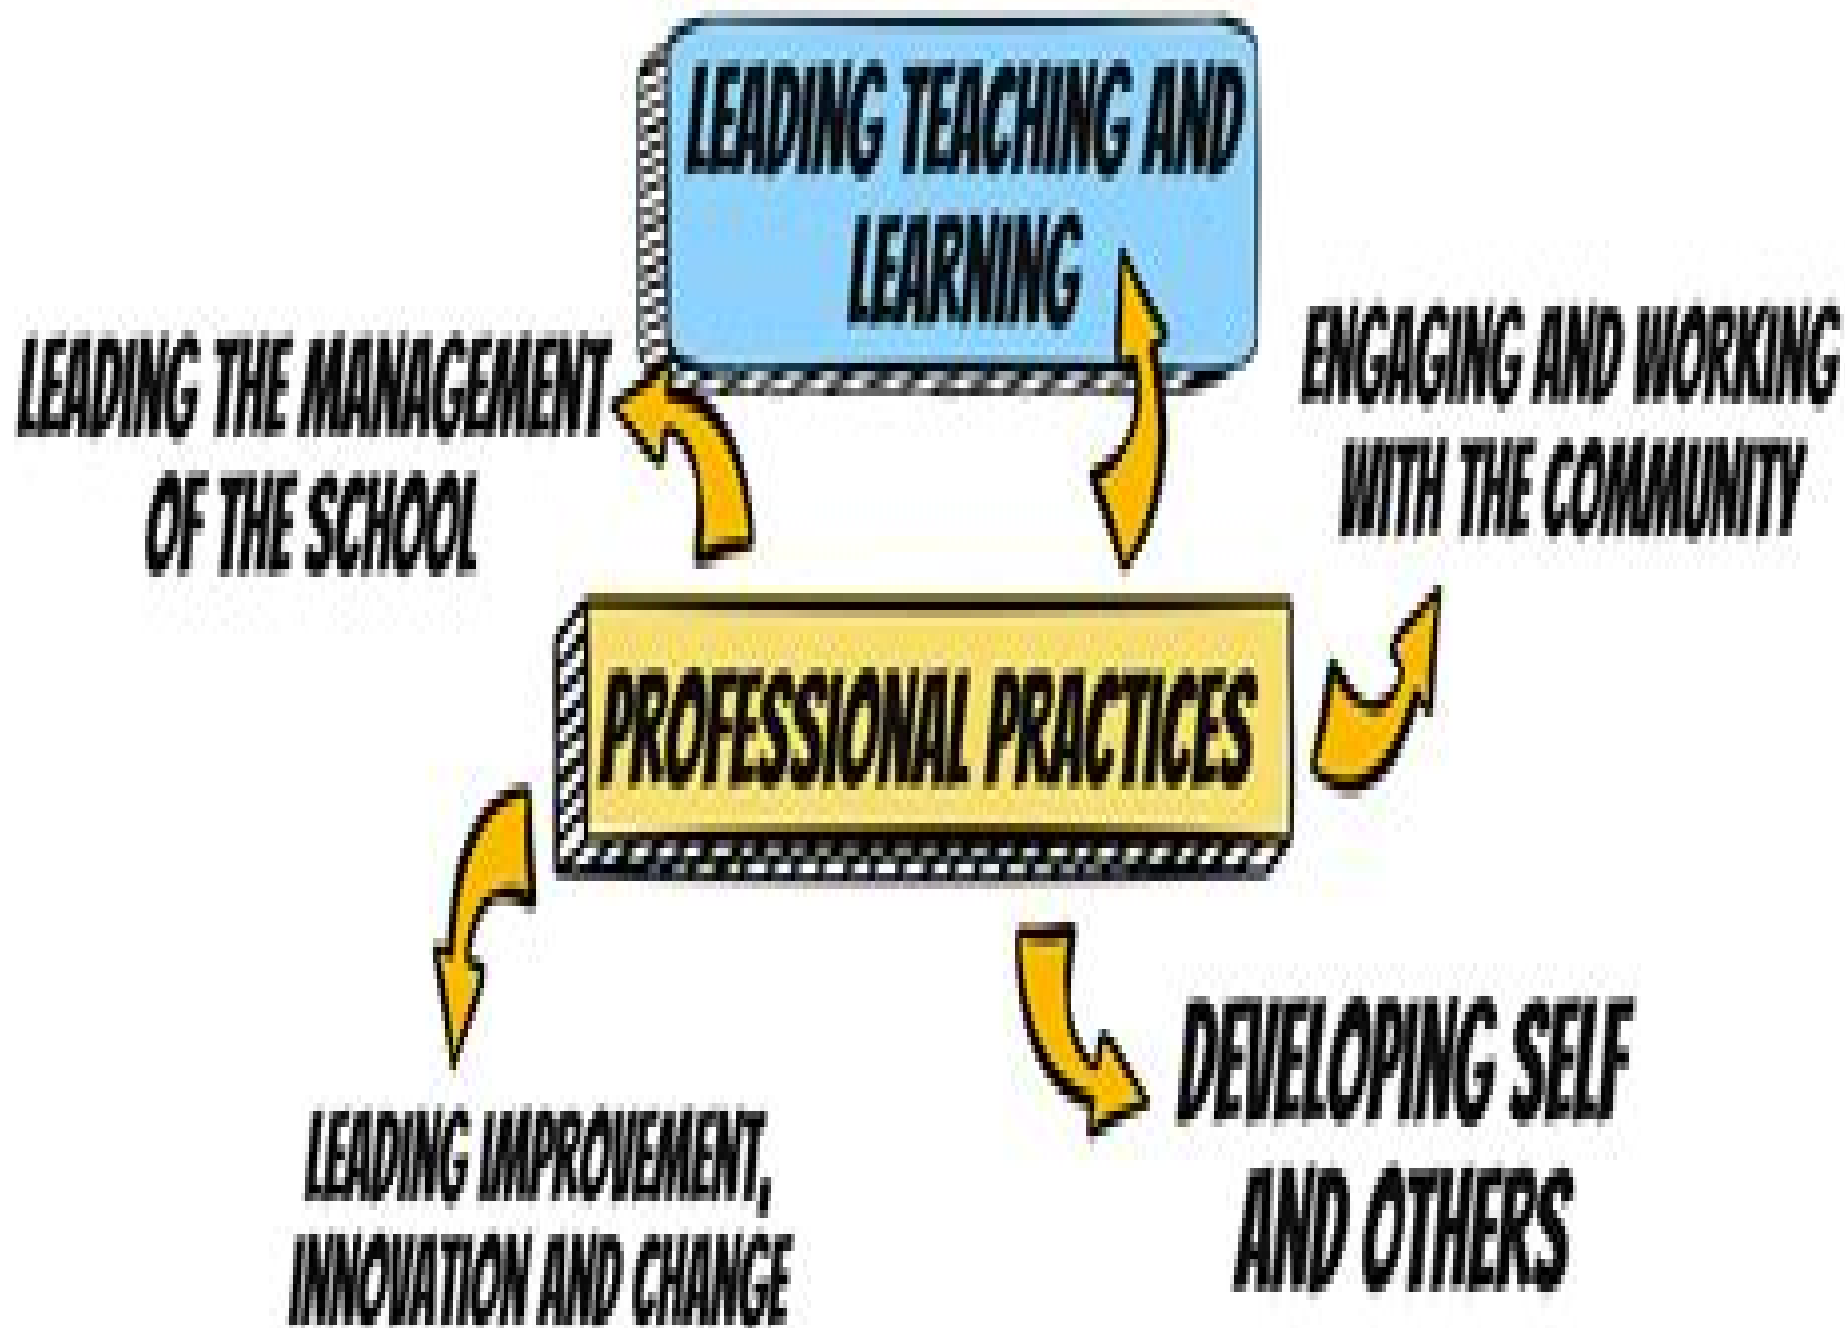 LEADING TEACHING AND
LEARNING
LEADING THE MANAGEMENT
OF THE SCHOOL
ENGAGING AND WORKING
WITH THE COMMUNITY
PROFESSIONAL PRACTICES
LEADING IMPROVEMENT,
INNOVATION AND CHANGE
DEVELOPING SELF
AND OTHERS